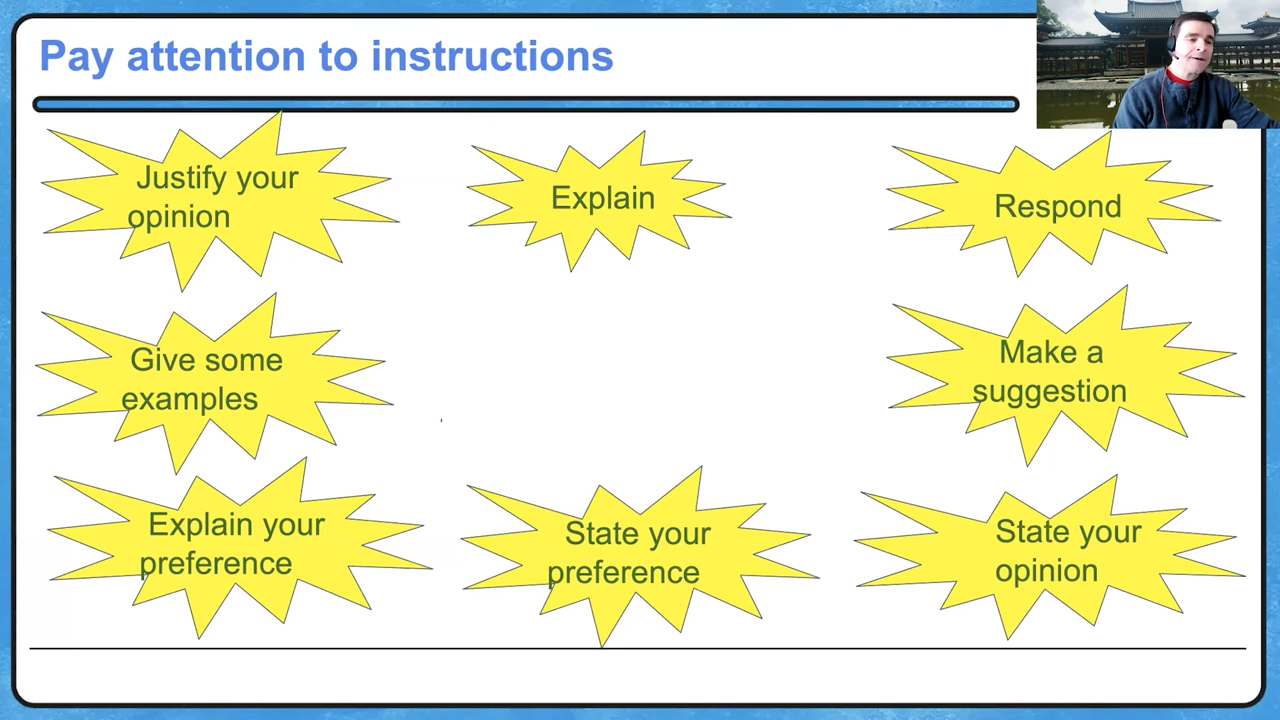 Pay attention to instructions
Justify your
opinion
Explain
Respond
Give some
examples
Make a
suggestion
Explain your
preference
State your
preference
State your
opinion